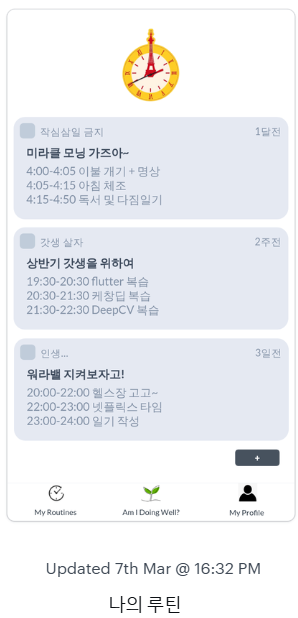 작심삼일 금지
1달전
미라클 모닝 가즈아~
4:00-4:05 이불 개기 + 명상
4:05-4:15 아침 체조
4:15-4:50 독서 및 다짐일기
갓생 살자
2주전
상반기 갓생을 위하여
19:30-20:30 flutter 복습
20:30-21:30 케창딥 복습
21:30-22:30 DeepCV 복습
인생...
3일전
워라밸 지켜보자고!
20:00-22:00 헬스장 고고~
22:00-23:00 넷플릭스 타임
23:00-24:00 일기 작성
+
My Routines
Am I Doing Well?
My Profile
Updated 7th Mar @ 16:32 PM
나의 루틴